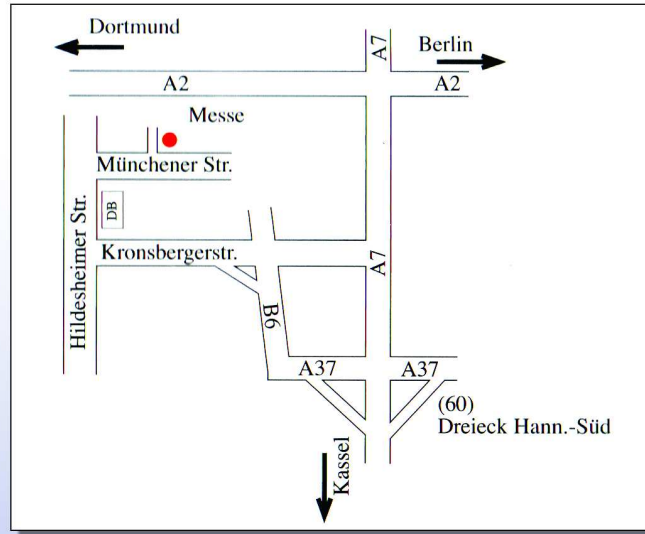 Dortmund
A7
Berlin
A2
A2
Messe
Münchener Str.
DB
Hildesheimer Str.
Kronsbergerstr.
A7
B6
A37
A37
(60)
Dreieck Hann.-Süd
Kassel